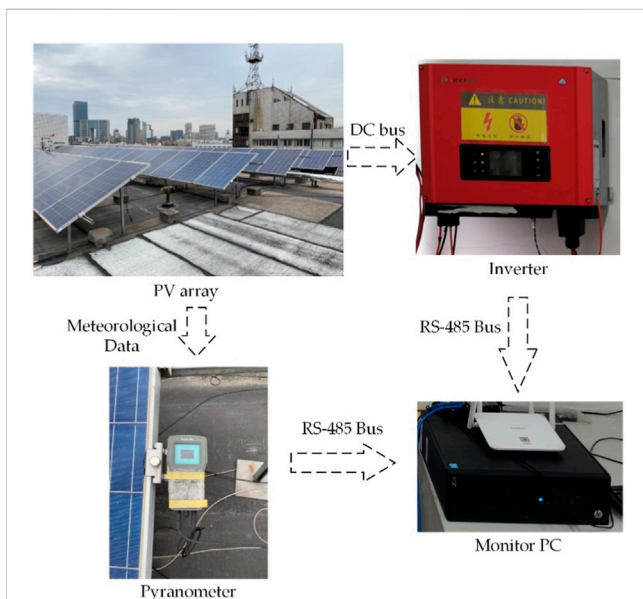 DC bus
注意 CAUTION!
Inverter
PV array
Meteorological
Data
RS-485 Bus
RS-485 Bus
Monitor PC
Pyranometer